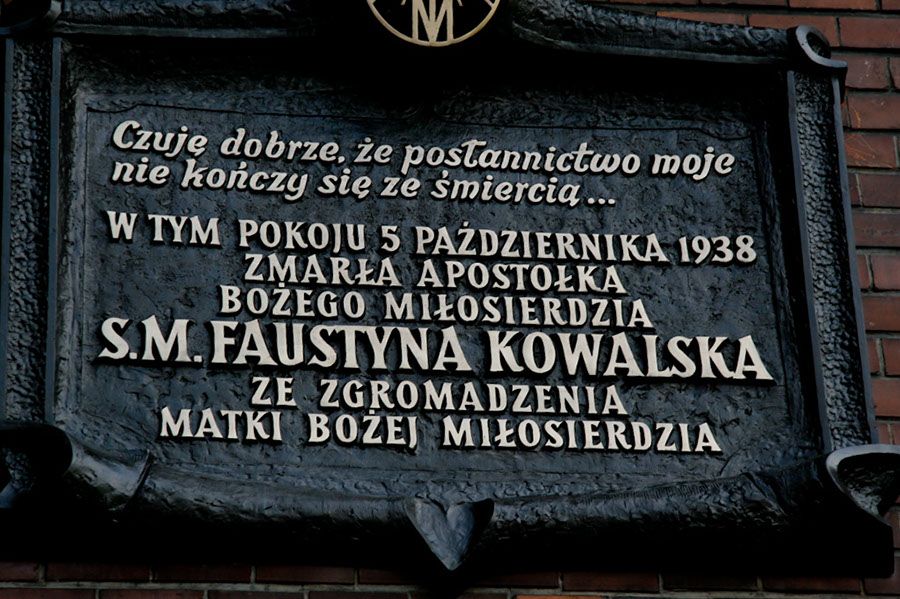 M
Czuję dobrze, że posłannictwo moje
nie kończy się ze śmiercią...
W TYM POKOJU 5 PAŹDZIERNIKA 1938
ZMARŁA APOSTOŁKA
BOŻEGO MIŁOSIERDZIA
S.M. FAUSTYNA KOWALSKA
ZE ZGROMADZENIA
MATKI BOŻEJ MIŁOSIERDZIA